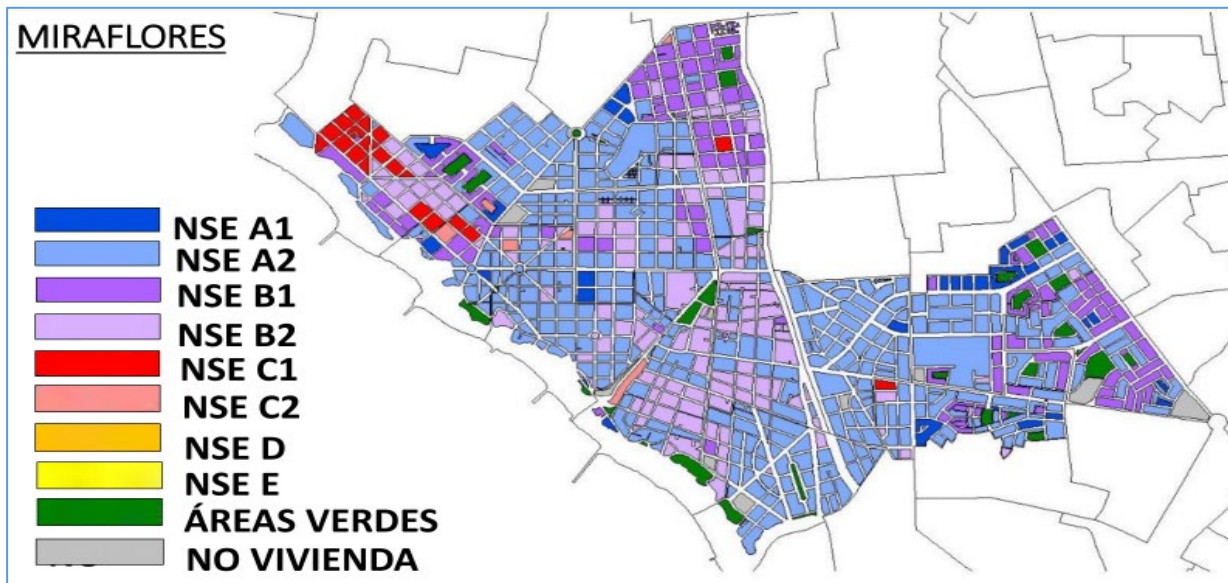 MIRAFLORES
NSE A1
NSE A2
NSE B1
NSE B2
NSE C1
NSE C2
NSE D
NSE E
ÁREAS VERDES
NO VIVIENDA